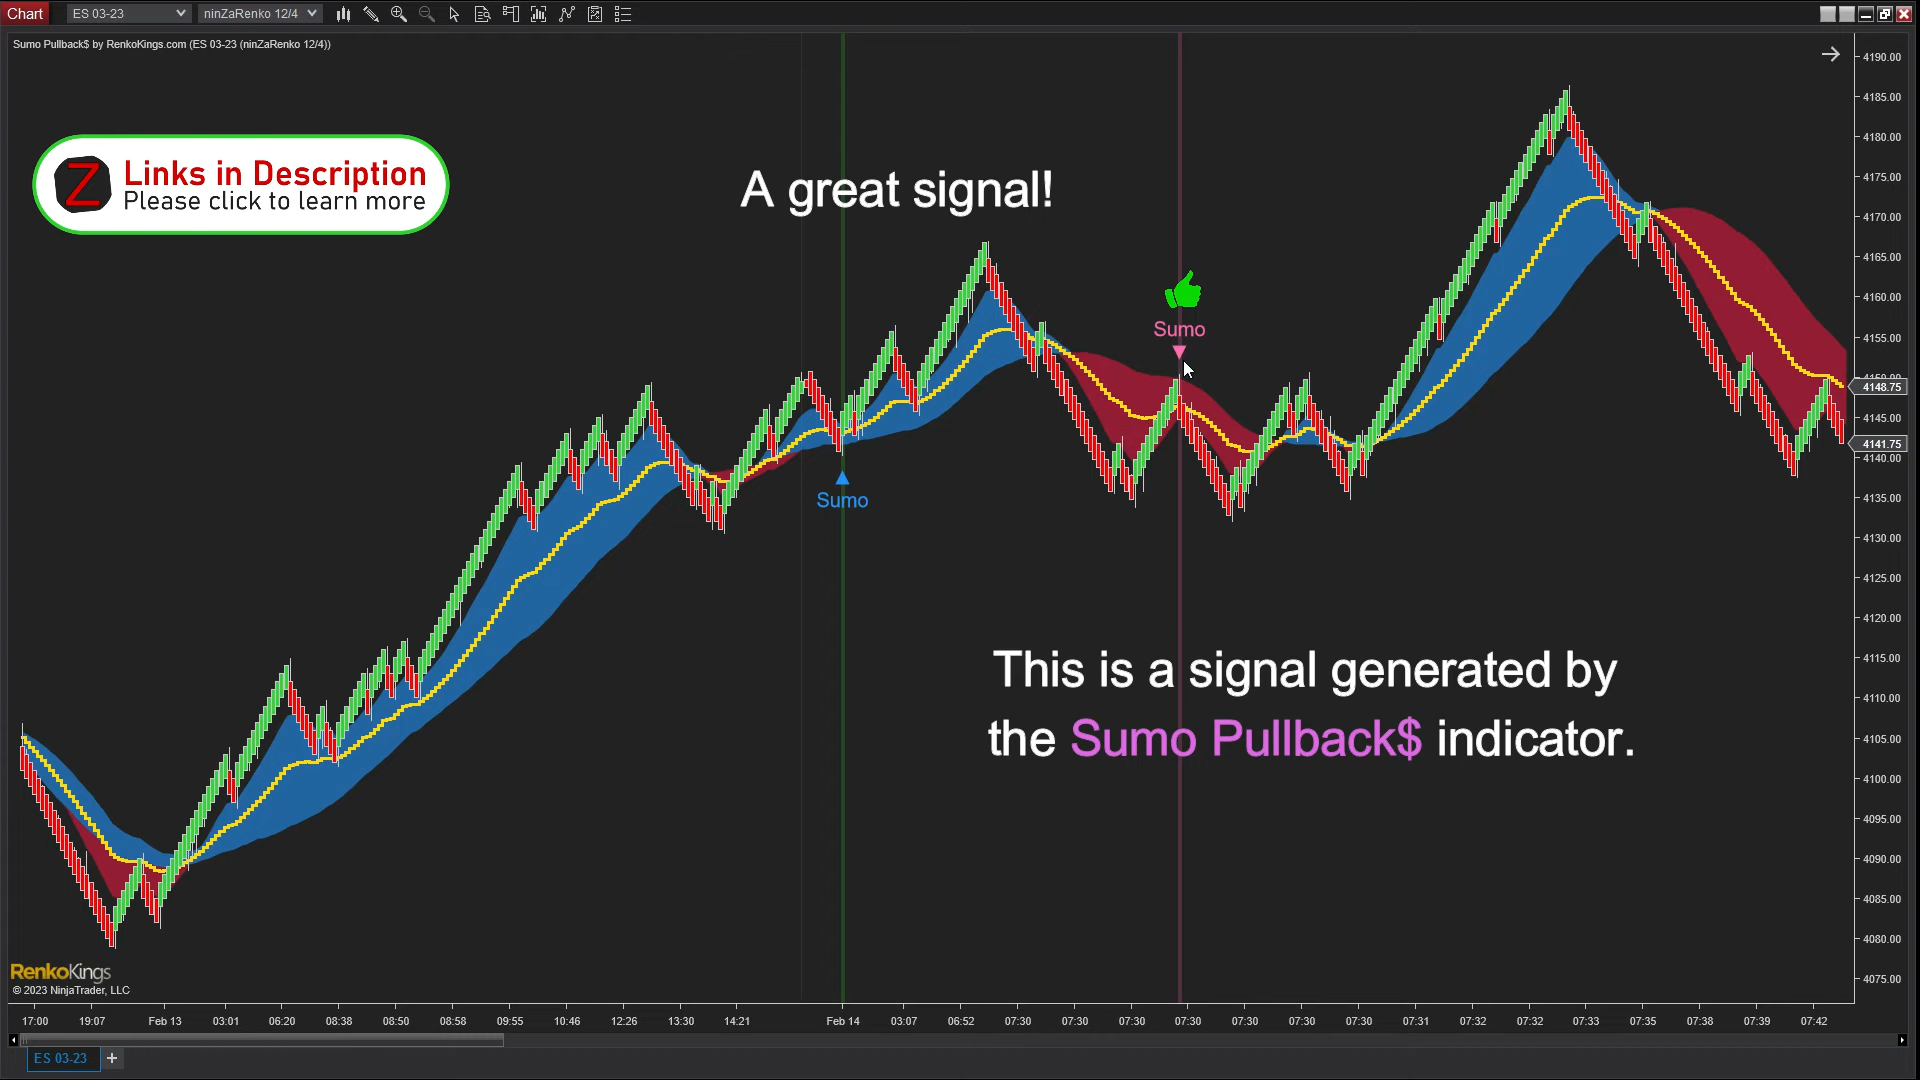 Chart
ES 03-23
ninZaRenko 12/4
Sumo Pullback$ by RenkoKings.com (ES 03-23 (ninZaRenko 12/4))
Z
Links in Description
Please click to learn more
A great signal!
Sumo
Sumo
This is a signal generated by
the Sumo Pullback$ indicator.
4190.00
4185.00
4180.00
4175.00
4170.00
4165.00
4160.00
4155.00
4148.75
4145.00
4141.75
4140.00
4135.00
4130.00
4125.00
4120.00
4115.00
4110.00
4105.00
4100.00
4095.00
4090.00
4085.00
4080.00
4075.00
RenkoKings
© 2023 NinjaTrader, LLC
17:00 19:07 Feb 13 03:01 06:20 08:38 08:50 08:58 09:55 10:46 12:26 13:30 14:21 Feb 14 03:07 06:52 07:30 07:30 07:30 07:30 07:30 07:30 07:30 07:31 07:32 07:32 07:33 07:35 07:38 07:39 07:42
ES 03-23 +